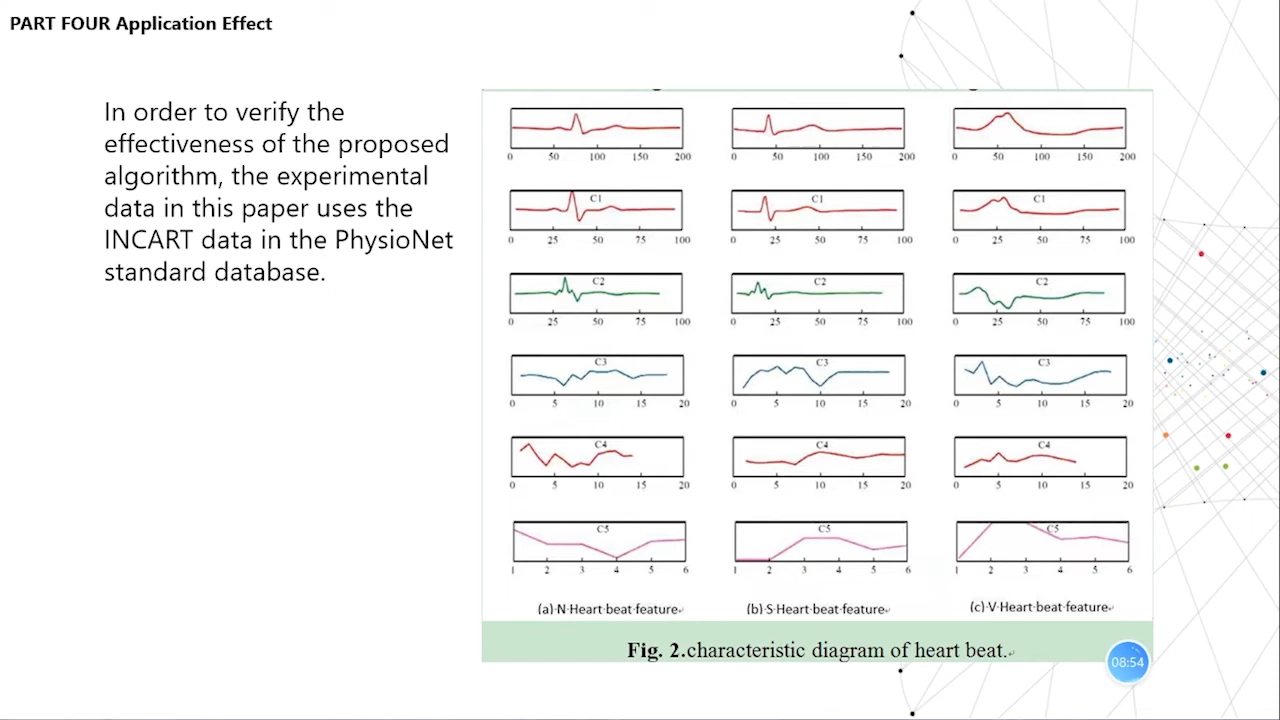 PART FOUR Application Effect
In order to verify the
effectiveness of the proposed
algorithm, the experimental
data in this paper uses the
INCART data in the PhysioNet
standard database.
0 50 100 150 200
0 50 100 150 200
0 50 100 150 200
C1
0 25 50 75 100
C1
0 25 50 75 100
C1
0 25 50 75 100
C2
0 25 50 75 100
C2
0 25 50 75 100
C2
0 25 50 75 100
C3
0 5 10 15 20
C3
0 5 10 15 20
C3
0 5 10 15 20
C4
0 5 10 15 20
C4
0 5 10 15 20
C4
0 5 10 15 20
C5
1 2 3 4 5 6
C5
1 2 3 4 5 6
C5
1 2 3 4 5 6
(a)·N·Heart·beat·feature
(b)·S·Heart·beat·feature
(c)·V·Heart·beat·feature
Fig. 2.characteristic diagram of heart beat.
08:54